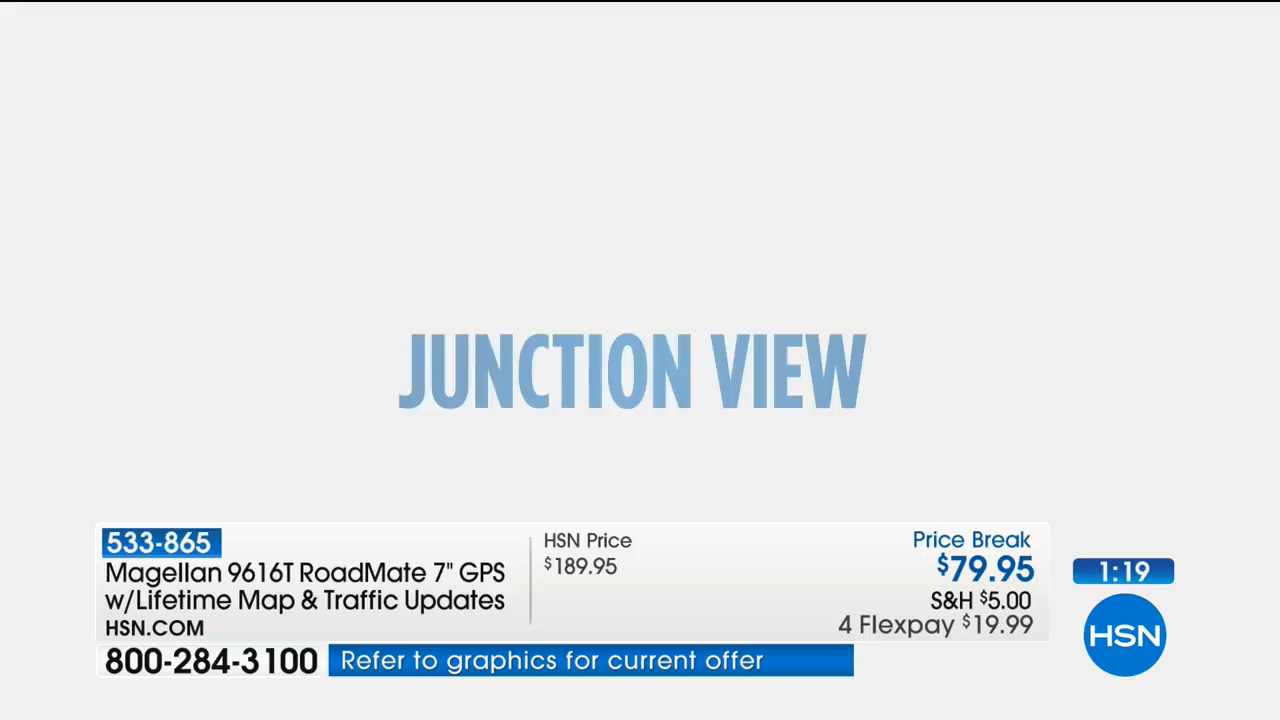 JUNCTION VIEW
533-865
Magellan 9616T RoadMate 7" GPS
w/Lifetime Map & Traffic Updates
HSN.COM
HSN Price
$189.95
Price Break
$79.95
S&H $5.00
4 Flexpay $19.99
1:19
HSN
800-284-3100
Refer to graphics for current offer